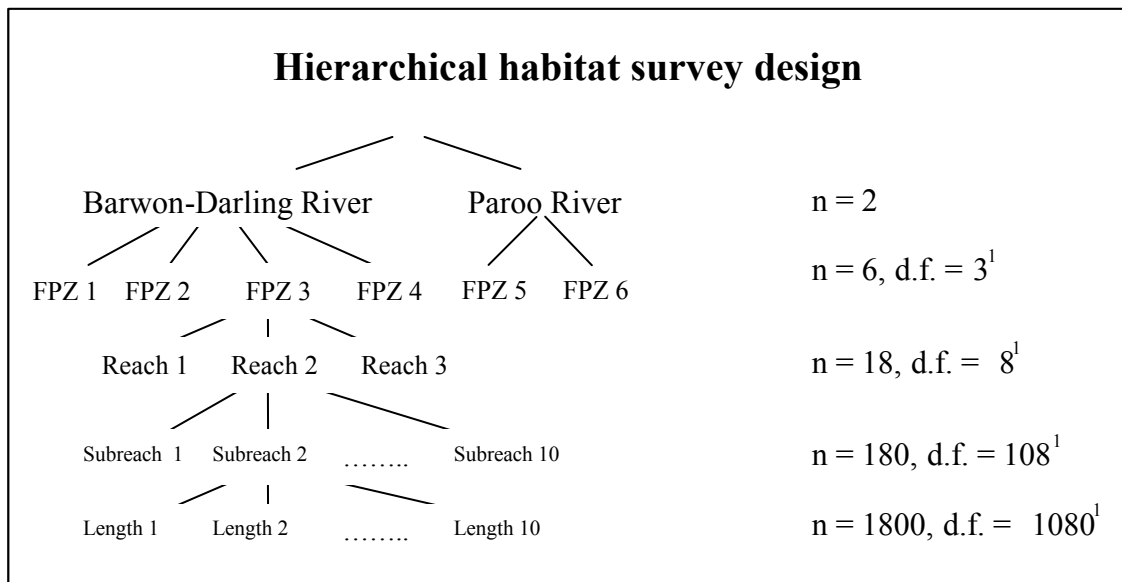 Hierarchical habitat survey design
Barwon-Darling River Paroo River n = 2
FPZ 1 FPZ 2 FPZ 3 FPZ 4 FPZ 5 FPZ 6 n = 6, d.f. = 3¹
Reach 1 Reach 2 Reach 3 n = 18, d.f. = 8¹
Subreach 1 Subreach 2 …….. Subreach 10 n = 180, d.f. = 108¹
Length 1 Length 2 …….. Length 10 n = 1800, d.f. = 1080¹